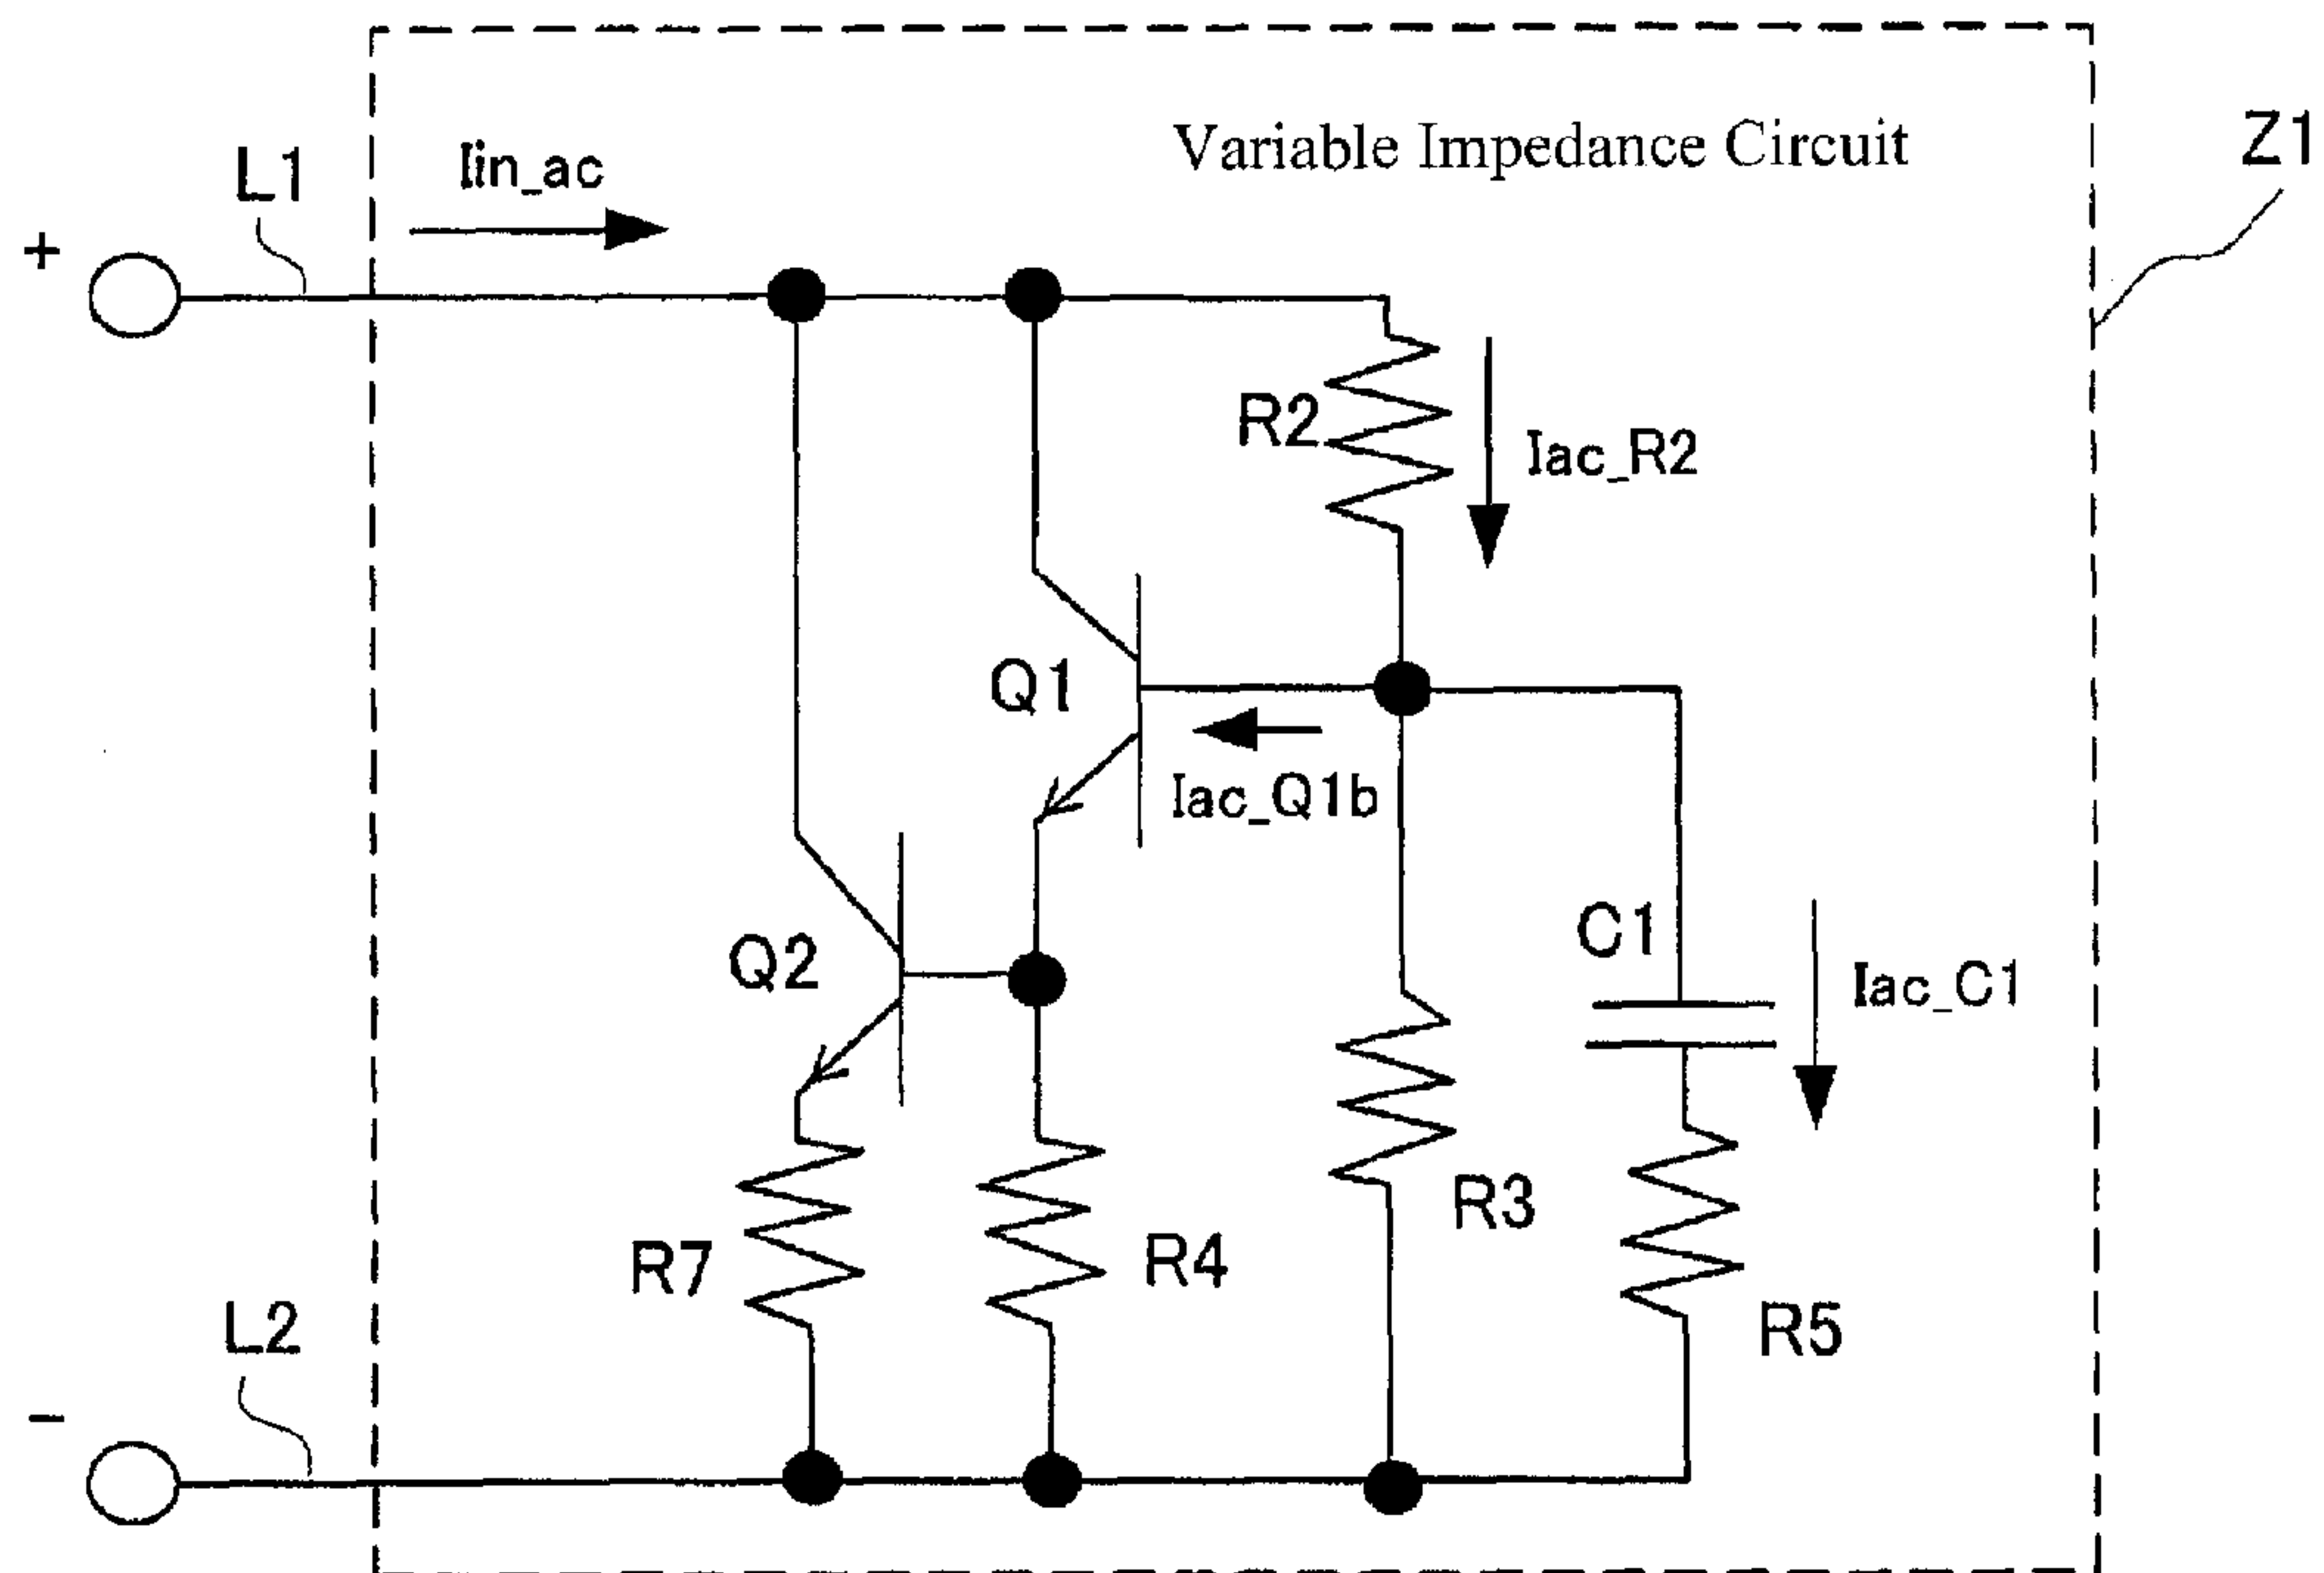 Variable Impedance Circuit
Z1
L1
Iin_ac
+
R2
Iac_R2
Q1
Iac_Q1b
Q2
C1
Iac_C1
R7
R4
R3
R5
L2
-